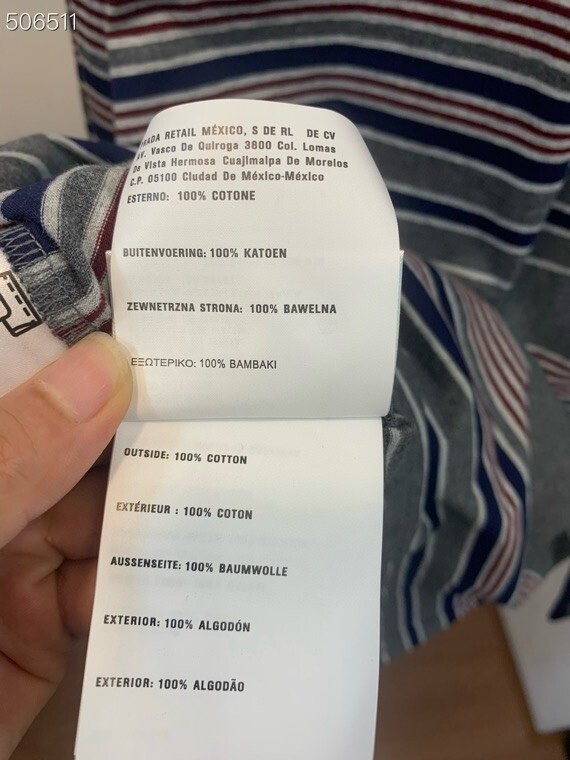 506511
RETAIL MÉXICO, S DE RL DE CV
AV. Vasco De Quiroga 3800 Col. Lomas
De Vista Hermosa Cuajimalpa De Morelos
C.P. 05100 Ciudad De México-México
ESTERNO: 100% COTONE
BUITENVOERING: 100% KATOEN
ZEWNETRZNA STRONA: 100% BAWELNA
ΕΞΩΤΕΡΙΚΟ: 100% ΒΑΜΒΑΚΙ
OUTSIDE: 100% COTTON
EXTÉRIEUR : 100% COTON
AUSSENSEITE: 100% BAUMWOLLE
EXTERIOR: 100% ALGODÓN
EXTERIOR: 100% ALGODÃO